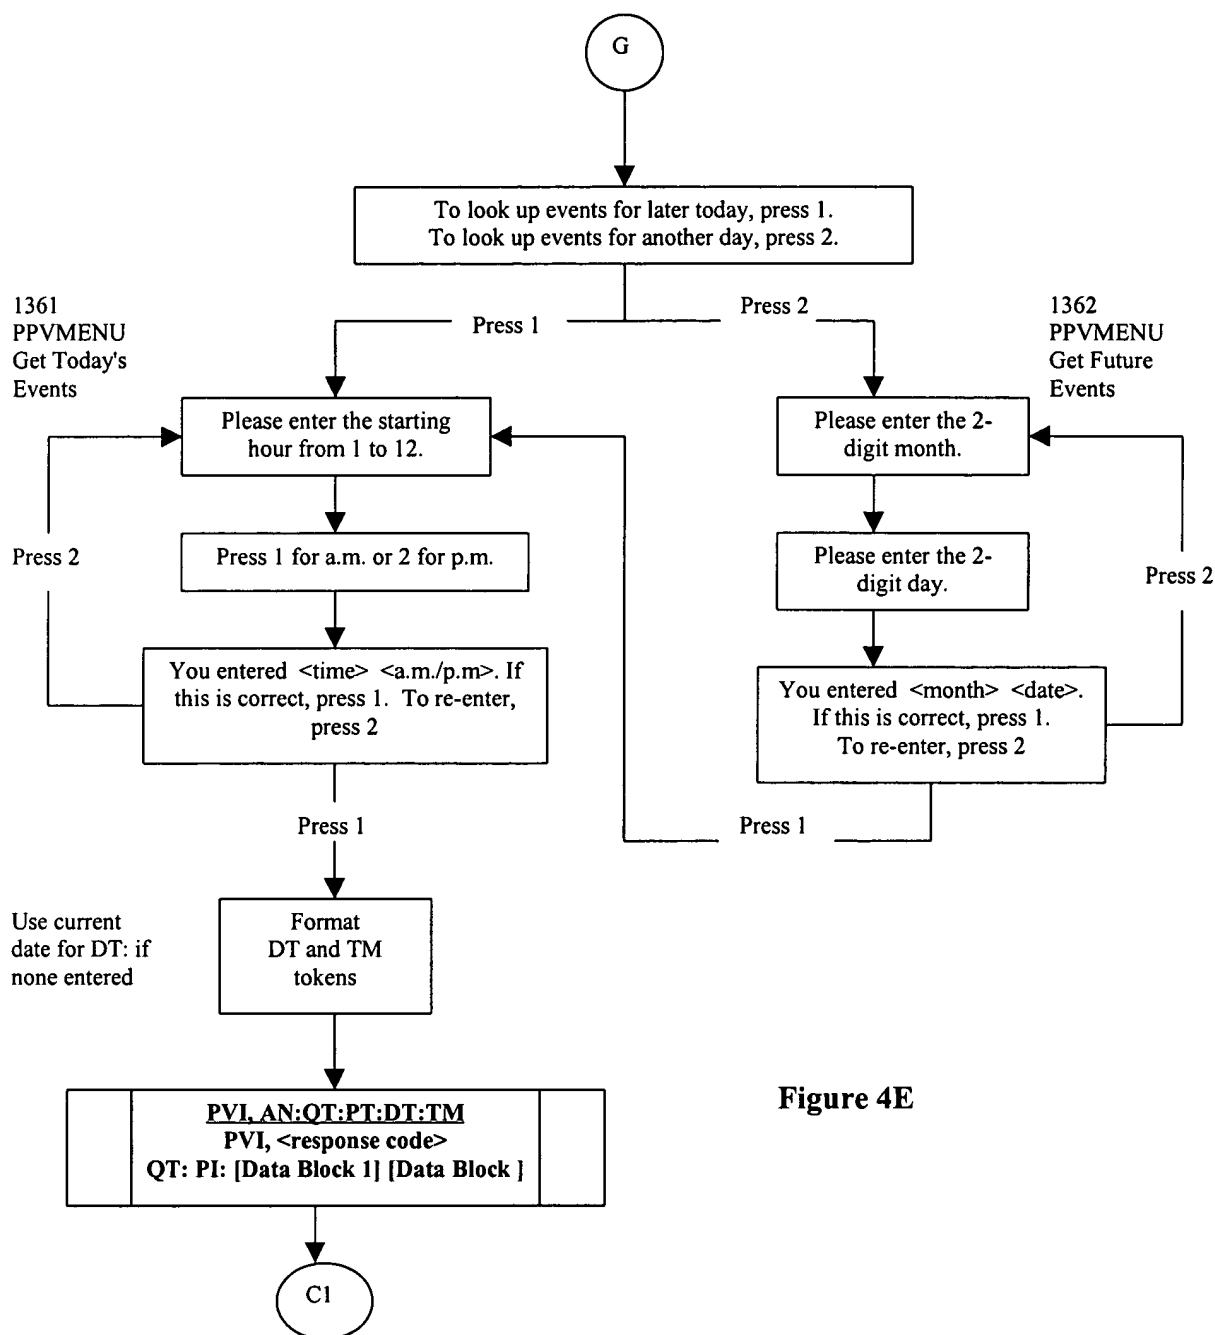 G
To look up events for later today, press 1.
To look up events for another day, press 2.
1361
PPVMENU
Get Today's
Events
Press 1
Press 2
1362
PPVMENU
Get Future
Events
Please enter the starting
hour from 1 to 12.
Please enter the 2-
digit month.
Press 2
Press 1 for a.m. or 2 for p.m.
Please enter the 2-
digit day.
Press 2
You entered <time> <a.m./p.m>. If
this is correct, press 1. To re-enter,
press 2
You entered <month> <date>.
If this is correct, press 1.
To re-enter, press 2
Press 1
Press 1
Use current
date for DT: if
none entered
Format
DT and TM
tokens
PVI, AN:QT:PT:DT:TM
PVI, <response code>
QT: PI: [Data Block 1] [Data Block ]
Figure 4E
C1